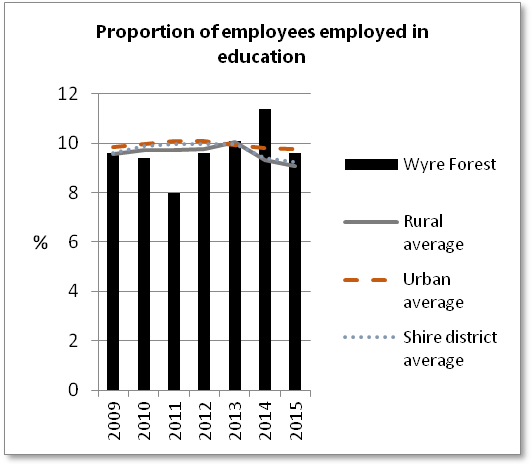 Proportion of employees employed in
education
12
10
8
6
4
2
0
%
2009
2010
2011
2012
2013
2014
2015
Wyre Forest
Rural
average
Urban
average
Shire district
average